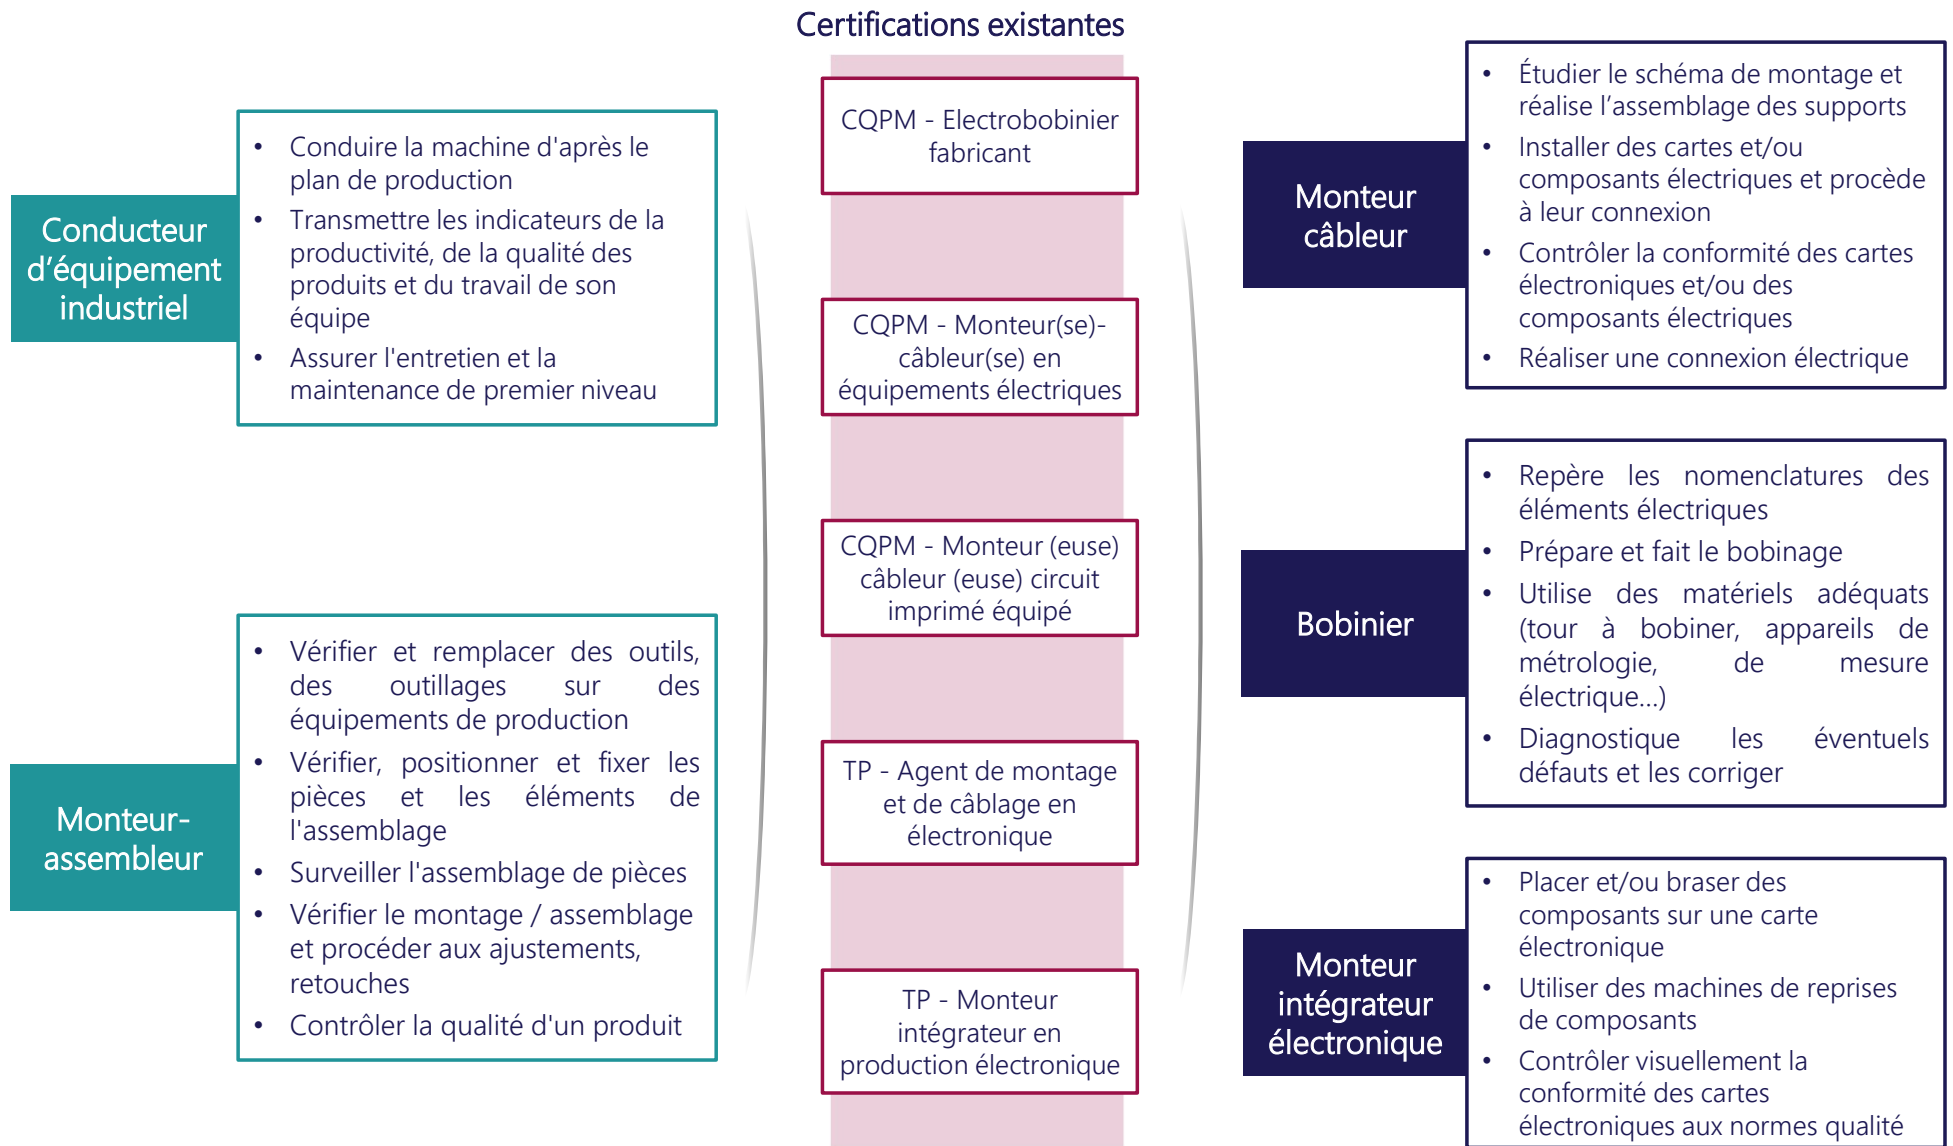 Certifications existantes
Conducteur
d'équipement
industriel
• Conduire la machine d'après le
plan de production
• Transmettre les indicateurs de la
productivité, de la qualité des
produits et du travail de son
équipe
• Assurer l'entretien et la
maintenance de premier niveau
Monteur-
assembleur
• Vérifier et remplacer des outils,
des outillages sur des
équipements de production
• Vérifier, positionner et fixer les
pièces et les éléments de
l'assemblage
• Surveiller l'assemblage de pièces
• Vérifier le montage / assemblage
et procéder aux ajustements,
retouches
• Contrôler la qualité d'un produit
CQPM - Electrobobinier
fabricant
CQPM - Monteur(se)-
câbleur(se) en
équipements électriques
CQPM - Monteur (euse)
câbleur (euse) circuit
imprimé équipé
TP - Agent de montage
et de câblage en
électronique
TP - Monteur
intégrateur en
production électronique
Monteur
câbleur
• Étudier le schéma de montage et
réalise l'assemblage des supports
• Installer des cartes et/ou
composants électriques et procède
à leur connexion
• Contrôler la conformité des cartes
électroniques et/ou des
composants électriques
• Réaliser une connexion électrique
Bobinier
• Repère les nomenclatures des
éléments électriques
• Prépare et fait le bobinage
• Utilise des matériels adéquats
(tour à bobiner, appareils de
métrologie, de mesure
électrique…)
• Diagnostique les éventuels
défauts et les corriger
Monteur
intégrateur
électronique
• Placer et/ou braser des
composants sur une carte
électronique
• Utiliser des machines de reprises
de composants
• Contrôler visuellement la
conformité des cartes
électroniques aux normes qualité